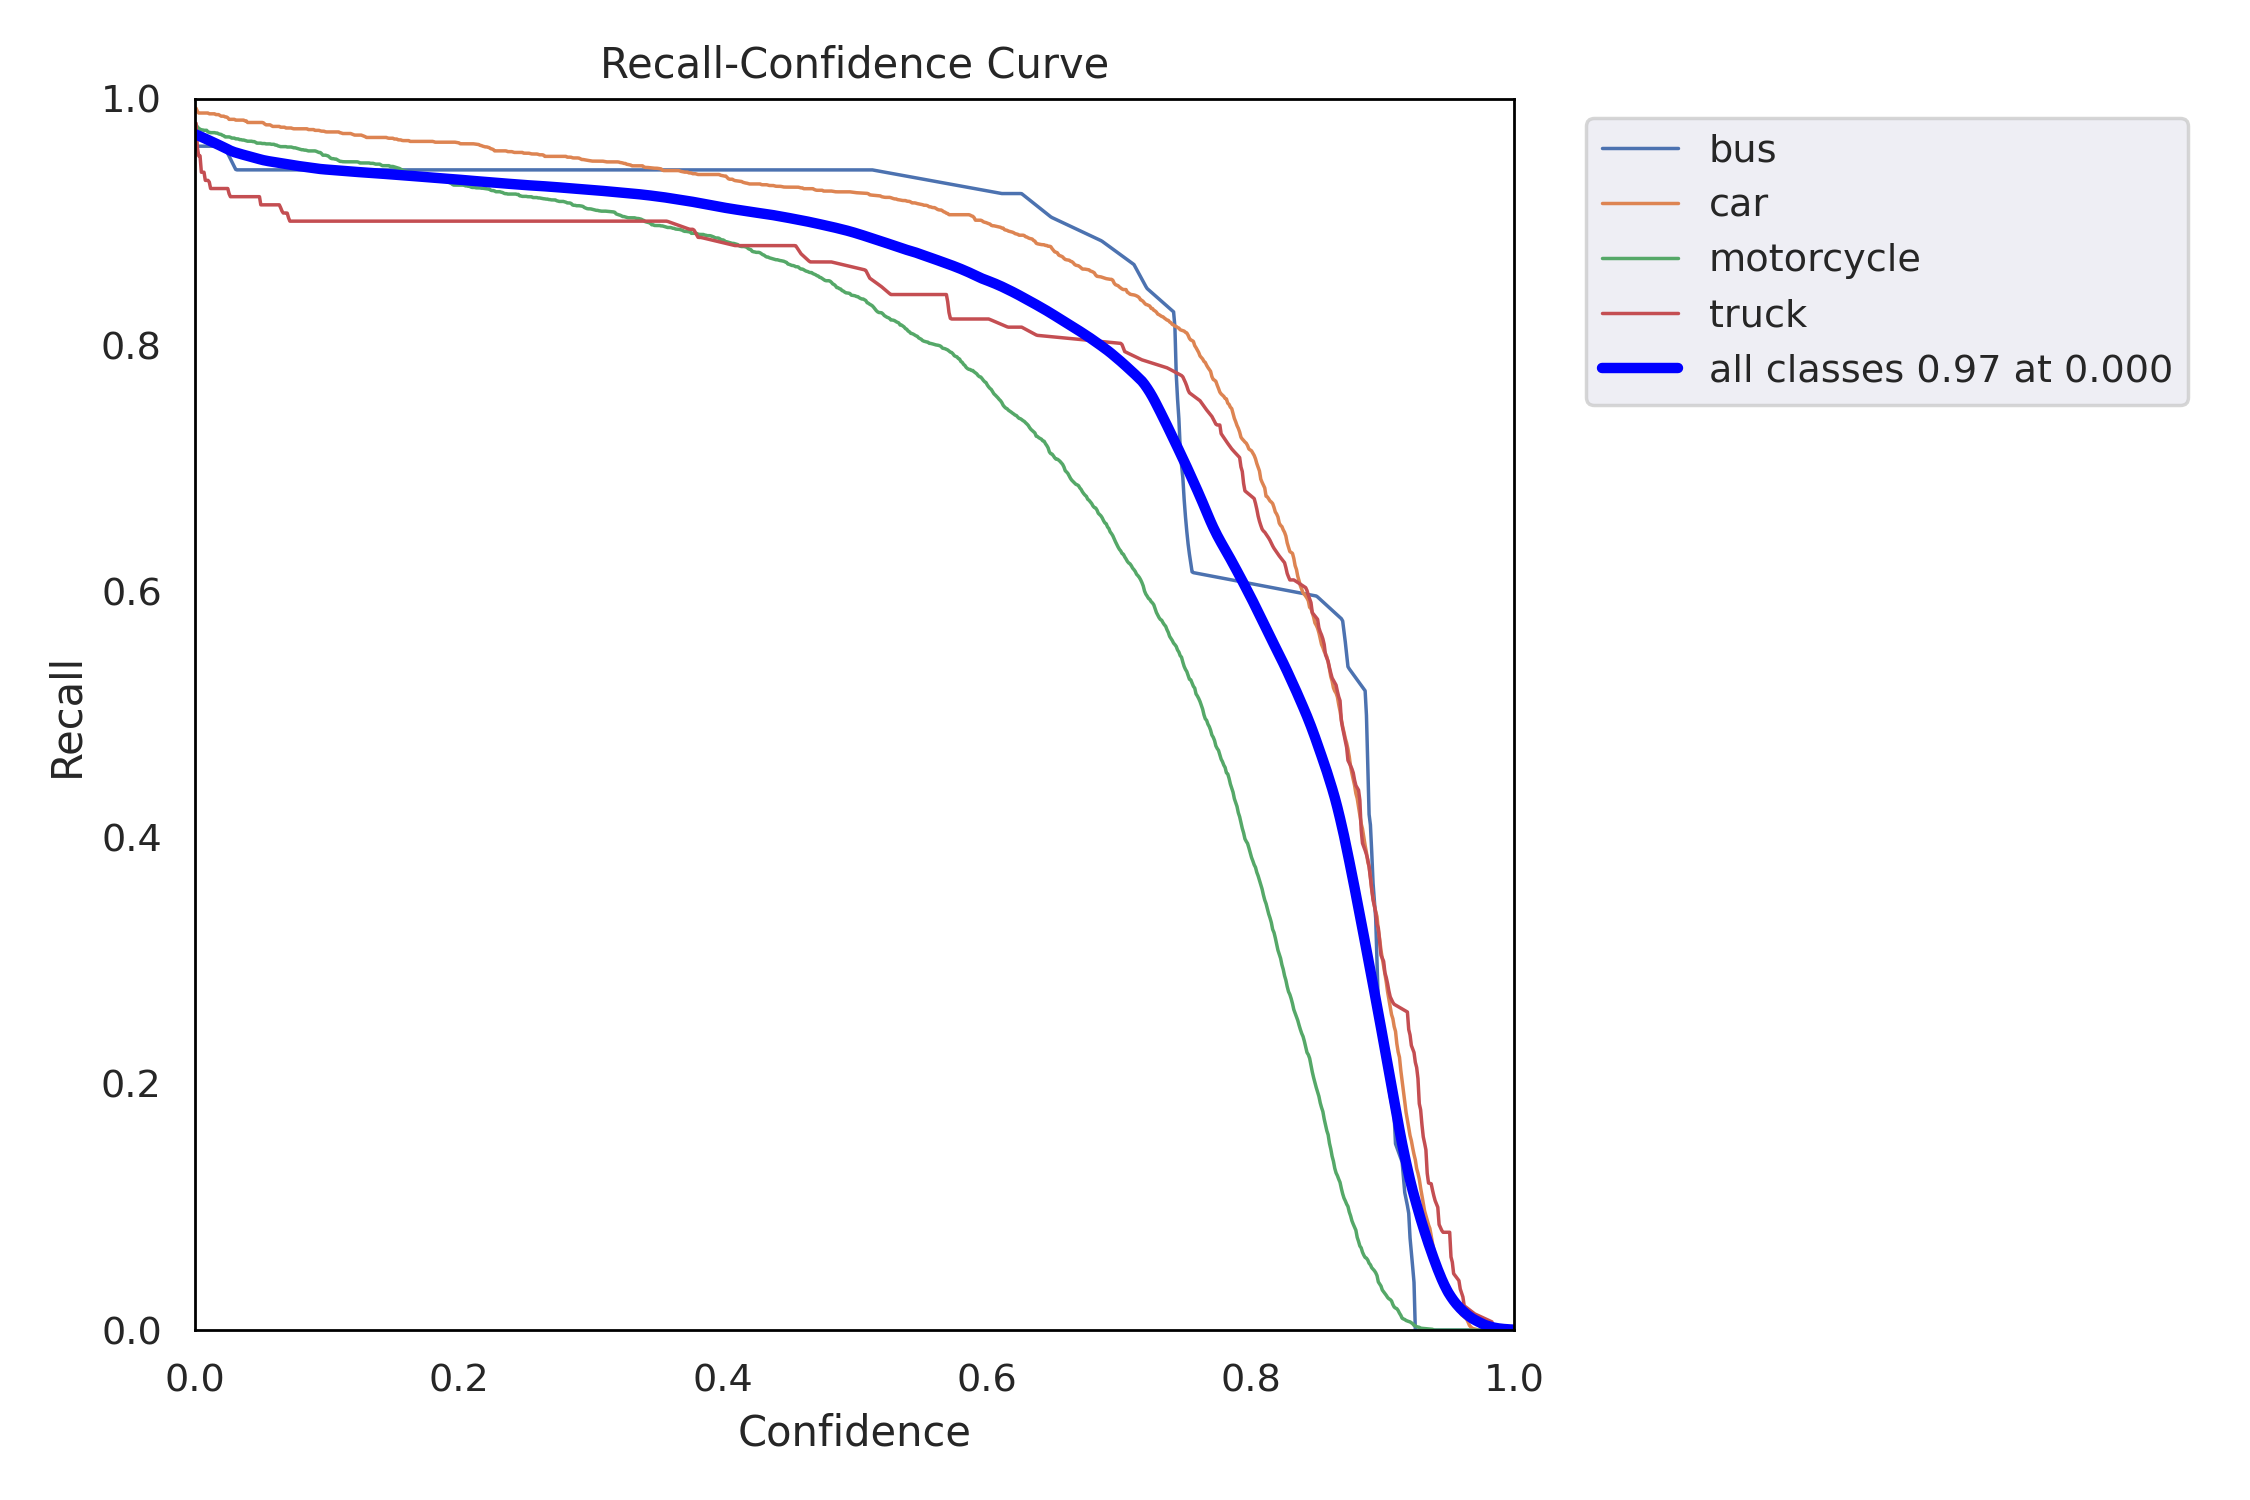 Recall-Confidence Curve
1.0
0.8
0.6
0.4
0.2
0.0
Recall
0.0 0.2 0.4 0.6 0.8 1.0
Confidence
bus
car
motorcycle
truck
all classes 0.97 at 0.000